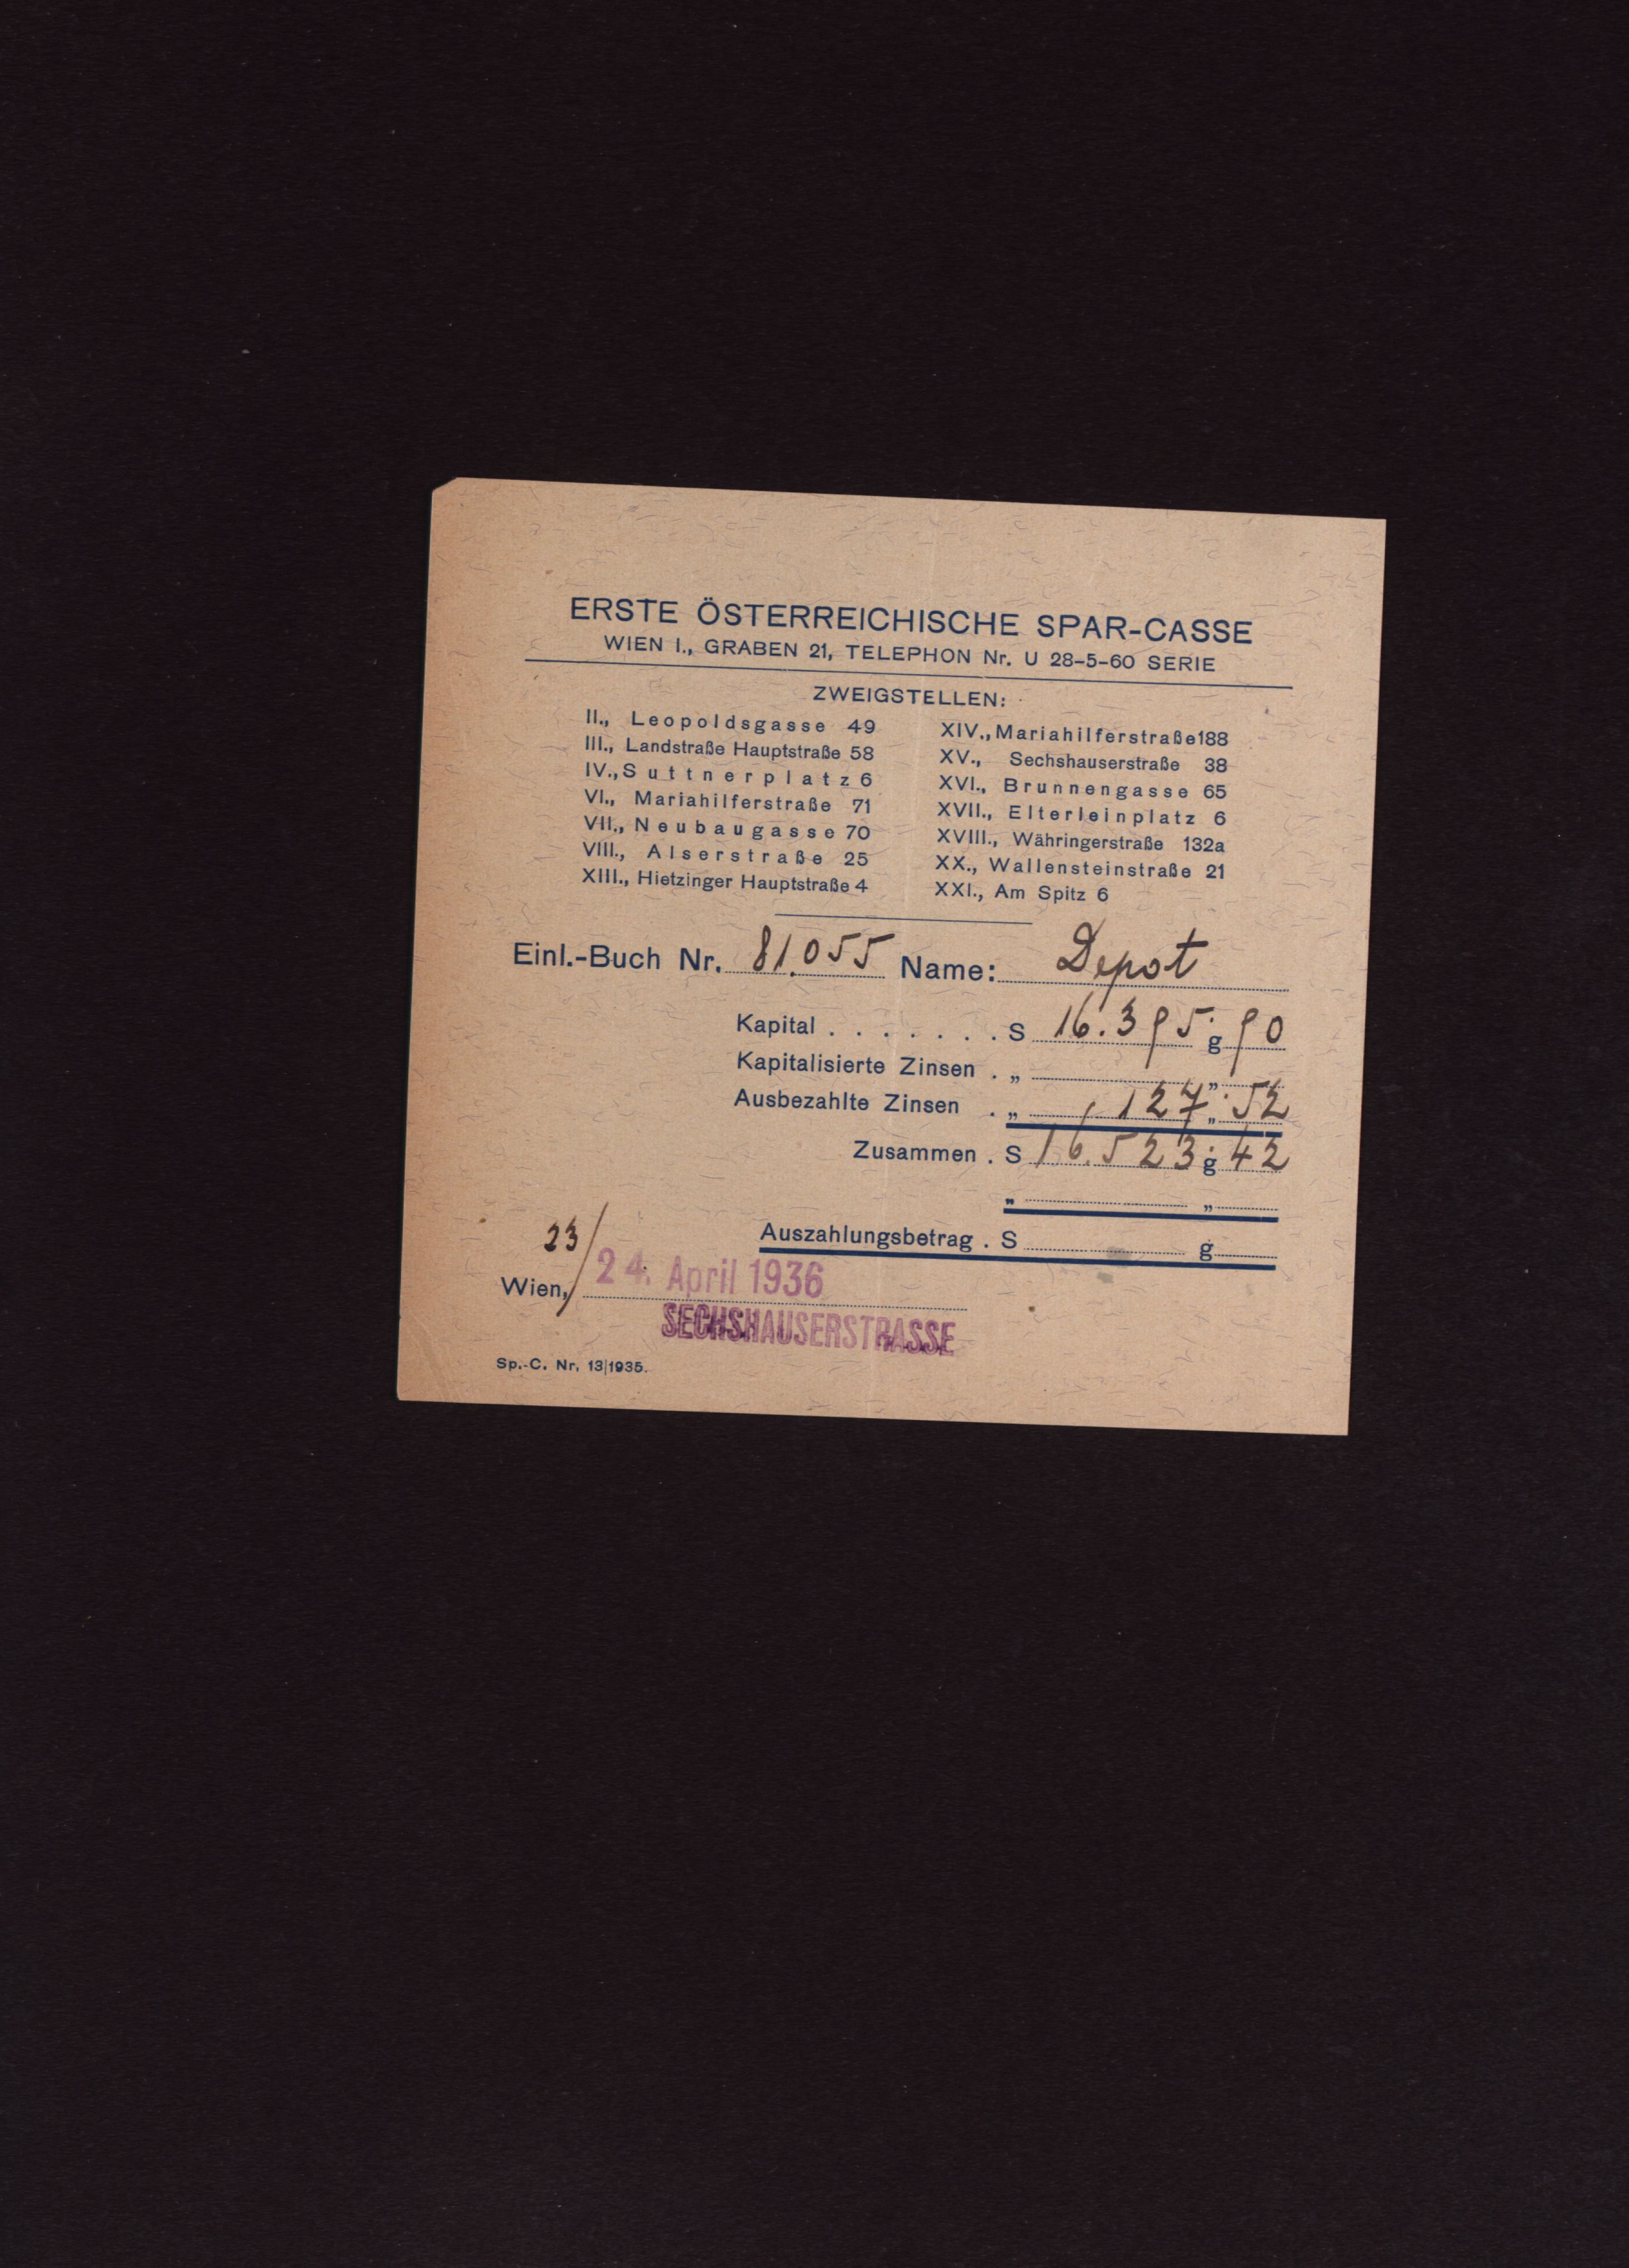 ERSTE ÖSTERREICHISCHE SPAR-CASSE
WIEN I., GRABEN 21, TELEPHON Nr. U 28-5-60 SERIE
ZWEIGSTELLEN:
II., Leopoldsgasse 49
III., Landstraße Hauptstraße 58
IV., Suttnerplatz 6
VI., Mariahilferstraße 71
VII., Neubaugasse 70
VIII., Alserstraße 25
XIII., Hietzinger Hauptstraße 4
XIV., Mariahilferstraße 188
XV., Sechshauserstraße 38
XVI., Brunnengasse 65
XVII., Elterleinplatz 6
XVIII., Währingerstraße 132a
XX., Wallensteinstraße 21
XXI., Am Spitz 6
Einl.-Buch Nr. 81.055 Name: Depot
Kapital . . . . . . . S 16.395 g 90
Kapitalisierte Zinsen . „ „
Ausbezahlte Zinsen . „ 127 „ 52
Zusammen . S 16.523 g 42
„ „
Auszahlungsbetrag . S g
23/
Wien, 24. April 1936
SECHSHAUSERSTRASSE
Sp.-C. Nr. 13|1935.